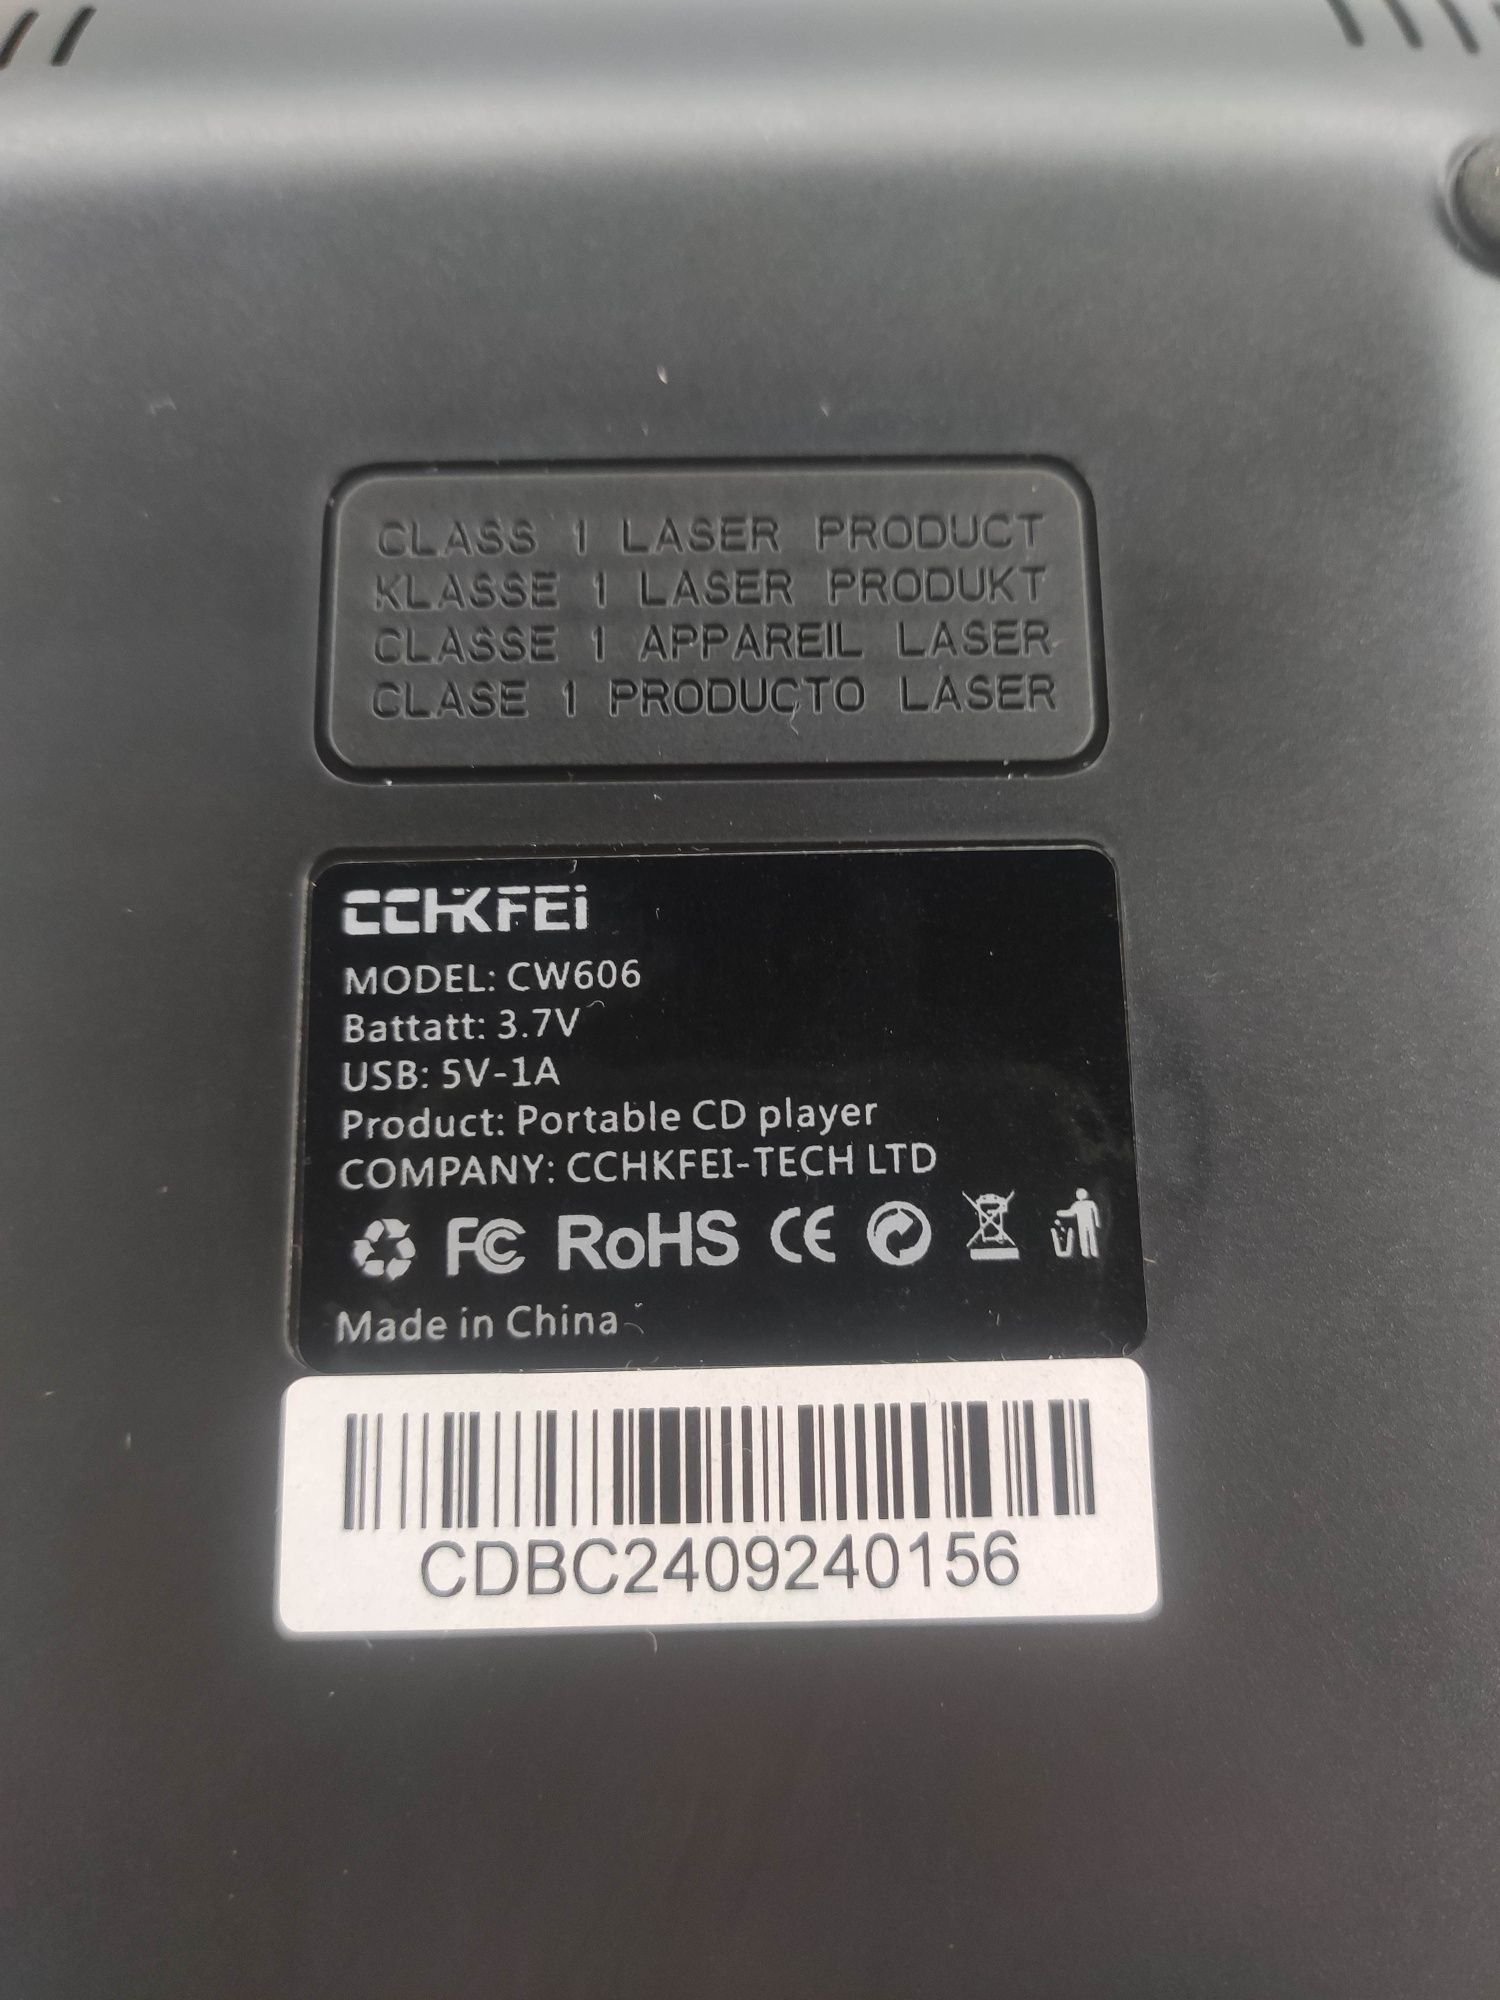 CLASS 1 LASER PRODUCT
KLASSE 1 LASER PRODUKT
CLASSE 1 APPAREIL LASER
CLASE 1 PRODUCTO LASER
CCHKFEi
MODEL: CW606
Battatt: 3.7V
USB: 5V-1A
Product: Portable CD player
COMPANY: CCHKFEI-TECH LTD
FC RoHS CE
Made in China
CDBC2409240156